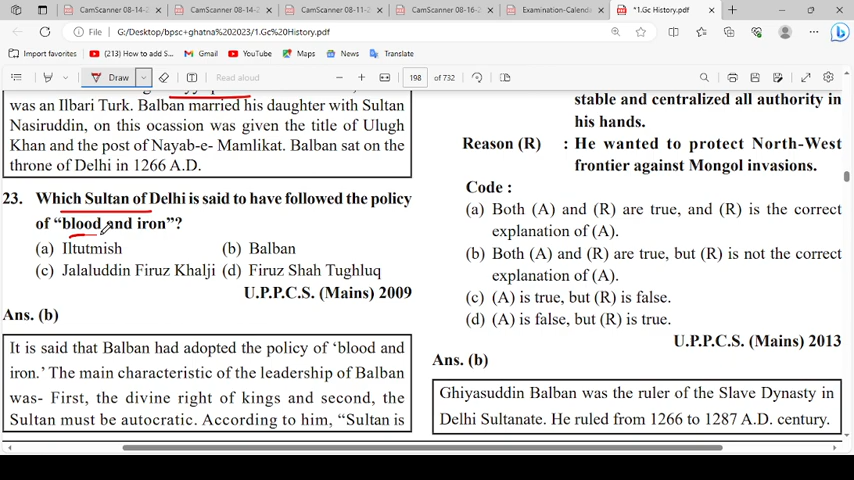 CamScanner 08-14-2
CamScanner 08-14-2
CamScanner 08-11-2
CamScanner 08-16-2
Examination-Calend
*1.Gc History.pdf
File
G:/Desktop/bpsc+ghatna%202023/1.Gc%20History.pdf
Import favorites
(213) How to add S...
Gmail
YouTube
Maps
News
Translate
Draw
Read aloud
198 of 732
was an Ilbari Turk. Balban married his daughter with Sultan
Nasiruddin, on this ocassion was given the title of Ulugh
Khan and the post of Nayab-e- Mamlikat. Balban sat on the
throne of Delhi in 1266 A.D.
23. Which Sultan of Delhi is said to have followed the policy
of “blood and iron”?
(a) Iltutmish (b) Balban
(c) Jalaluddin Firuz Khalji (d) Firuz Shah Tughluq
U.P.P.C.S. (Mains) 2009
Ans. (b)
It is said that Balban had adopted the policy of ‘blood and
iron.’ The main characteristic of the leadership of Balban
was- First, the divine right of kings and second, the
Sultan must be autocratic. According to him, “Sultan is
stable and centralized all authority in
his hands.
Reason (R) : He wanted to protect North-West
frontier against Mongol invasions.
Code :
(a) Both (A) and (R) are true, and (R) is the correct
explanation of (A).
(b) Both (A) and (R) are true, but (R) is not the correct
explanation of (A).
(c) (A) is true, but (R) is false.
(d) (A) is false, but (R) is true.
U.P.P.C.S. (Mains) 2013
Ans. (b)
Ghiyasuddin Balban was the ruler of the Slave Dynasty in
Delhi Sultanate. He ruled from 1266 to 1287 A.D. century.